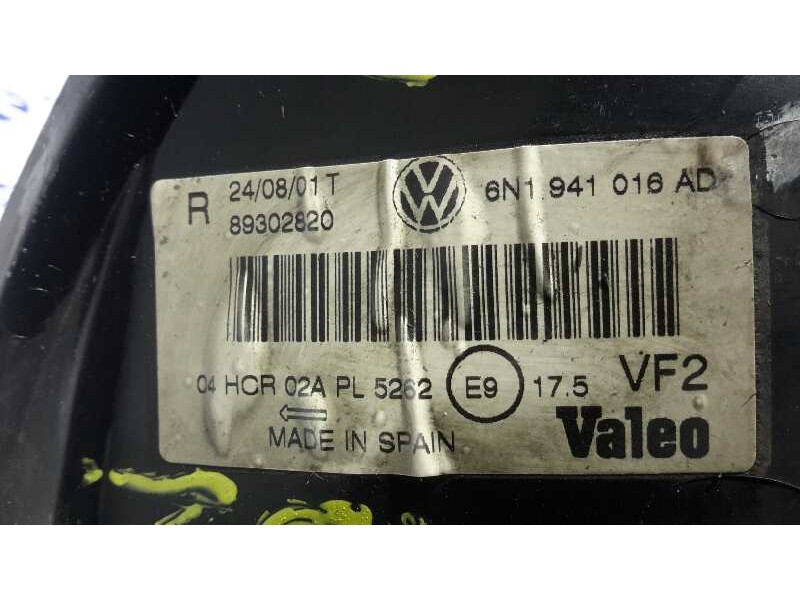 R 24/08/01 T 6N1 941 016 AD
89302820
04 HCR 02A PL 5262 E9 17.5 VF2
MADE IN SPAIN Valeo